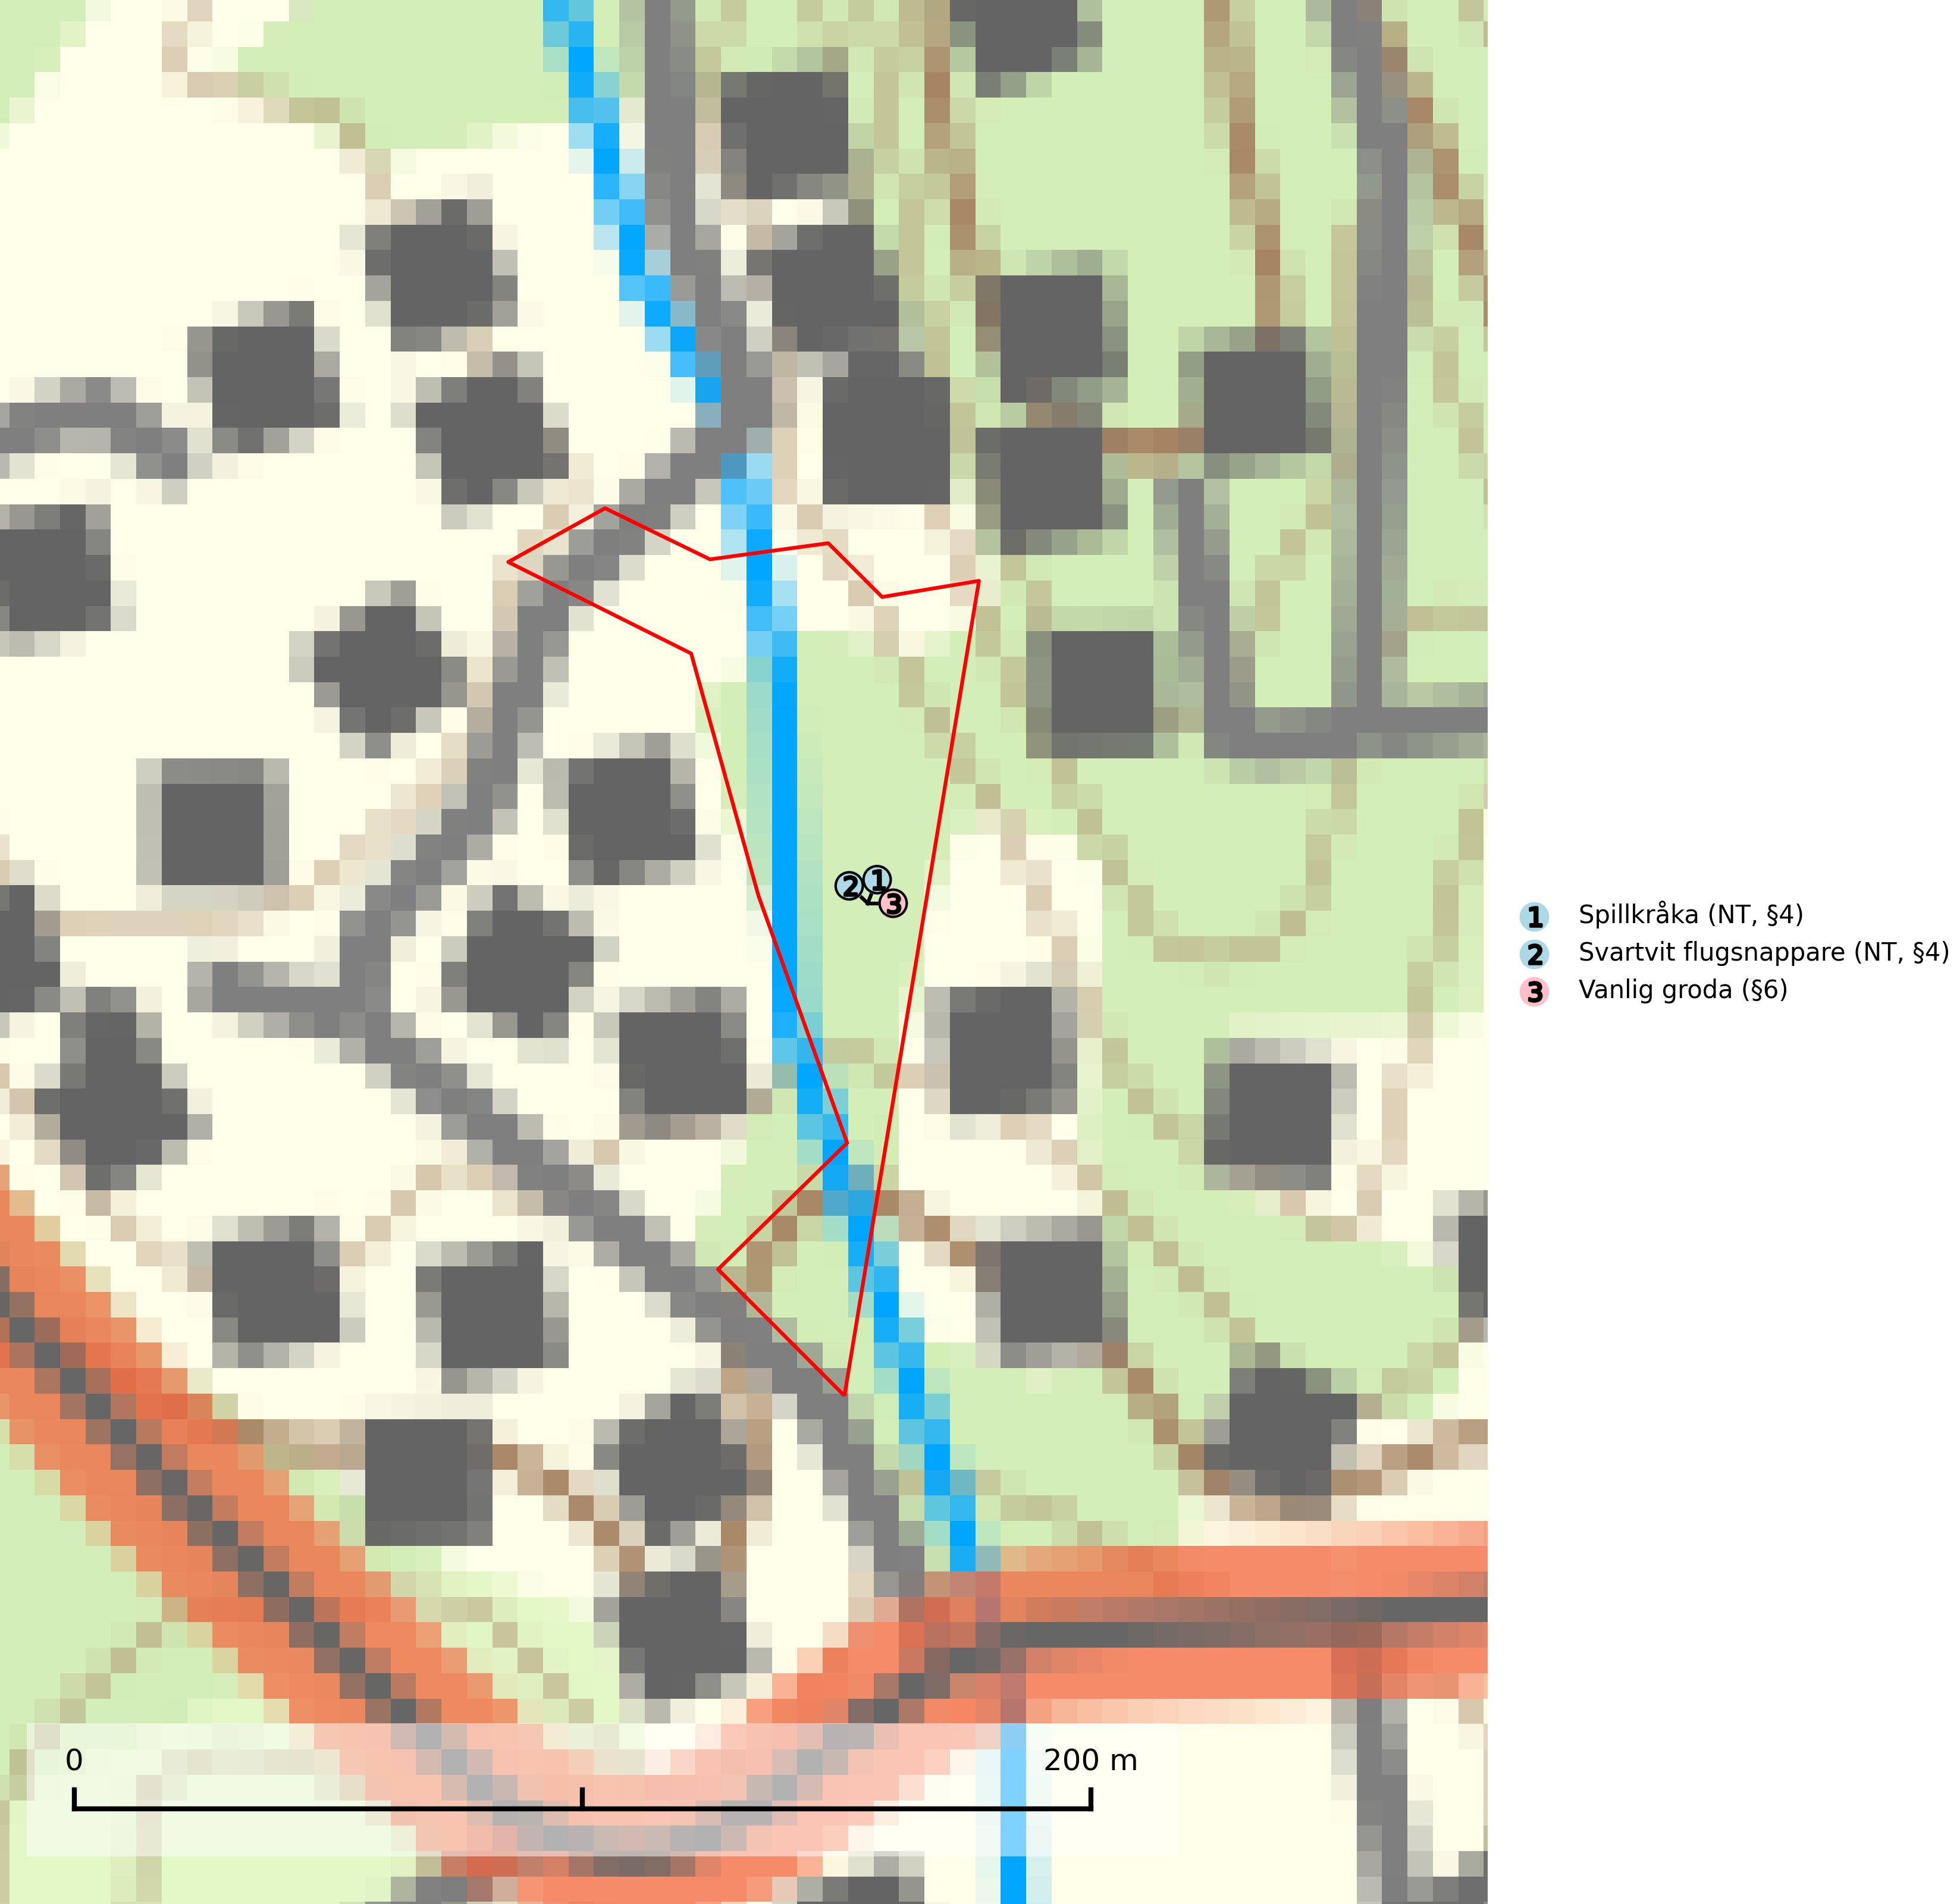 2 1
3
1 Spillkråka (NT, §4)
2 Svartvit flugsnappare (NT, §4)
3 Vanlig groda (§6)
0 200 m